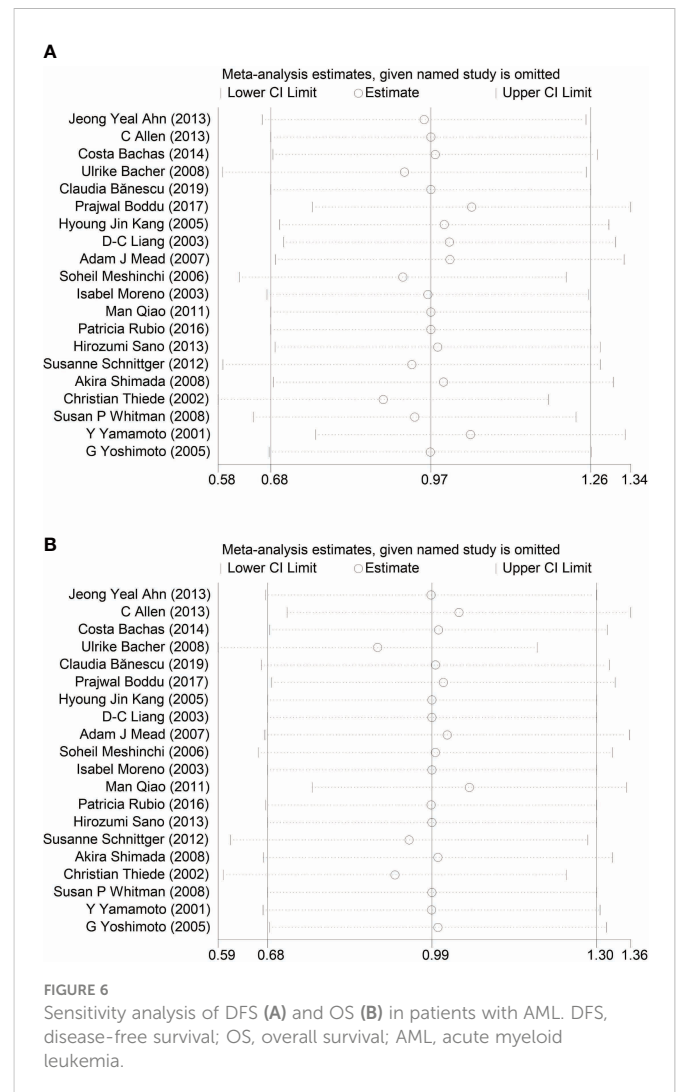 A
Meta-analysis estimates, given named study is omitted
Lower CI Limit Estimate Upper CI Limit
Jeong Yeal Ahn (2013)
C Allen (2013)
Costa Bachas (2014)
Ulrike Bacher (2008)
Claudia Bănescu (2019)
Prajwal Boddu (2017)
Hyoung Jin Kang (2005)
D-C Liang (2003)
Adam J Mead (2007)
Soheil Meshinchi (2006)
Isabel Moreno (2003)
Man Qiao (2011)
Patricia Rubio (2016)
Hirozumi Sano (2013)
Susanne Schnittger (2012)
Akira Shimada (2008)
Christian Thiede (2002)
Susan P Whitman (2008)
Y Yamamoto (2001)
G Yoshimoto (2005)
0.58 0.68 0.97 1.26 1.34
B
Meta-analysis estimates, given named study is omitted
Lower CI Limit Estimate Upper CI Limit
Jeong Yeal Ahn (2013)
C Allen (2013)
Costa Bachas (2014)
Ulrike Bacher (2008)
Claudia Bănescu (2019)
Prajwal Boddu (2017)
Hyoung Jin Kang (2005)
D-C Liang (2003)
Adam J Mead (2007)
Soheil Meshinchi (2006)
Isabel Moreno (2003)
Man Qiao (2011)
Patricia Rubio (2016)
Hirozumi Sano (2013)
Susanne Schnittger (2012)
Akira Shimada (2008)
Christian Thiede (2002)
Susan P Whitman (2008)
Y Yamamoto (2001)
G Yoshimoto (2005)
0.59 0.68 0.99 1.30 1.36
FIGURE 6
Sensitivity analysis of DFS (A) and OS (B) in patients with AML. DFS,
disease-free survival; OS, overall survival; AML, acute myeloid
leukemia.